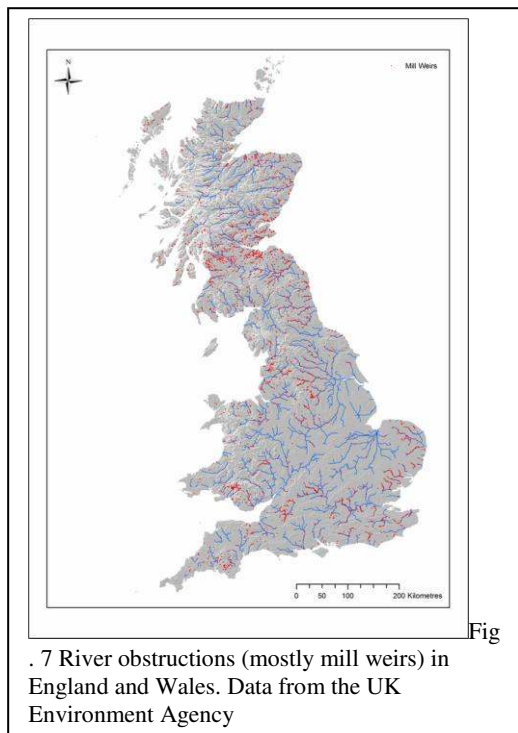 N
Mill Weirs
0 50 100 200 Kilometres
Fig
. 7 River obstructions (mostly mill weirs) in
England and Wales. Data from the UK
Environment Agency